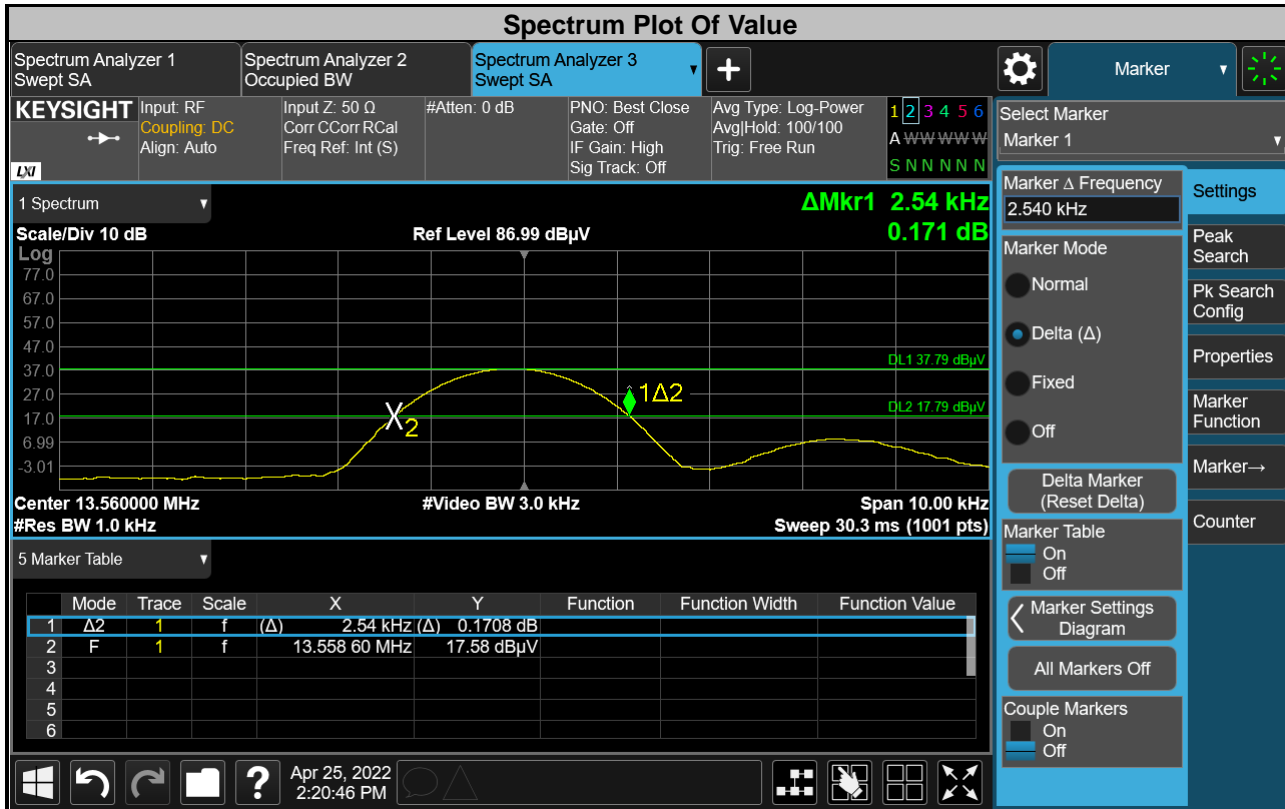 Spectrum Plot Of Value
Spectrum Analyzer 1
Swept SA
Spectrum Analyzer 2
Occupied BW
Spectrum Analyzer 3
Swept SA
Marker
KEYSIGHT
LXI
Input: RF
Coupling: DC
Align: Auto
Input Z: 50 Ω
Corr CCorr RCal
Freq Ref: Int (S)
#Atten: 0 dB
PNO: Best Close
Gate: Off
IF Gain: High
Sig Track: Off
Avg Type: Log-Power
Avg|Hold: 100/100
Trig: Free Run
1 2 3 4 5 6
A W W W W W
S N N N N N
Select Marker
Marker 1
1 Spectrum
ΔMkr1 2.54 kHz
0.171 dB
Scale/Div 10 dB
Ref Level 86.99 dBµV
Log
77.0
67.0
57.0
47.0
37.0
27.0
17.0
6.99
-3.01
DL1 37.79 dBµV
DL2 17.79 dBµV
1Δ2
X2
Center 13.560000 MHz
#Video BW 3.0 kHz
Span 10.00 kHz
#Res BW 1.0 kHz
Sweep 30.3 ms (1001 pts)
5 Marker Table
Mode Trace Scale X Y Function Function Width Function Value
1 Δ2 1 f (Δ) 2.54 kHz (Δ) 0.1708 dB
2 F 1 f 13.558 60 MHz 17.58 dBµV
3
4
5
6
Marker Δ Frequency
2.540 kHz
Marker Mode
Normal
Delta (Δ)
Fixed
Off
Delta Marker
(Reset Delta)
Marker Table
On
Off
Marker Settings
Diagram
All Markers Off
Couple Markers
On
Off
Settings
Peak
Search
Pk Search
Config
Properties
Marker
Function
Marker→
Counter
?
Apr 25, 2022
2:20:46 PM